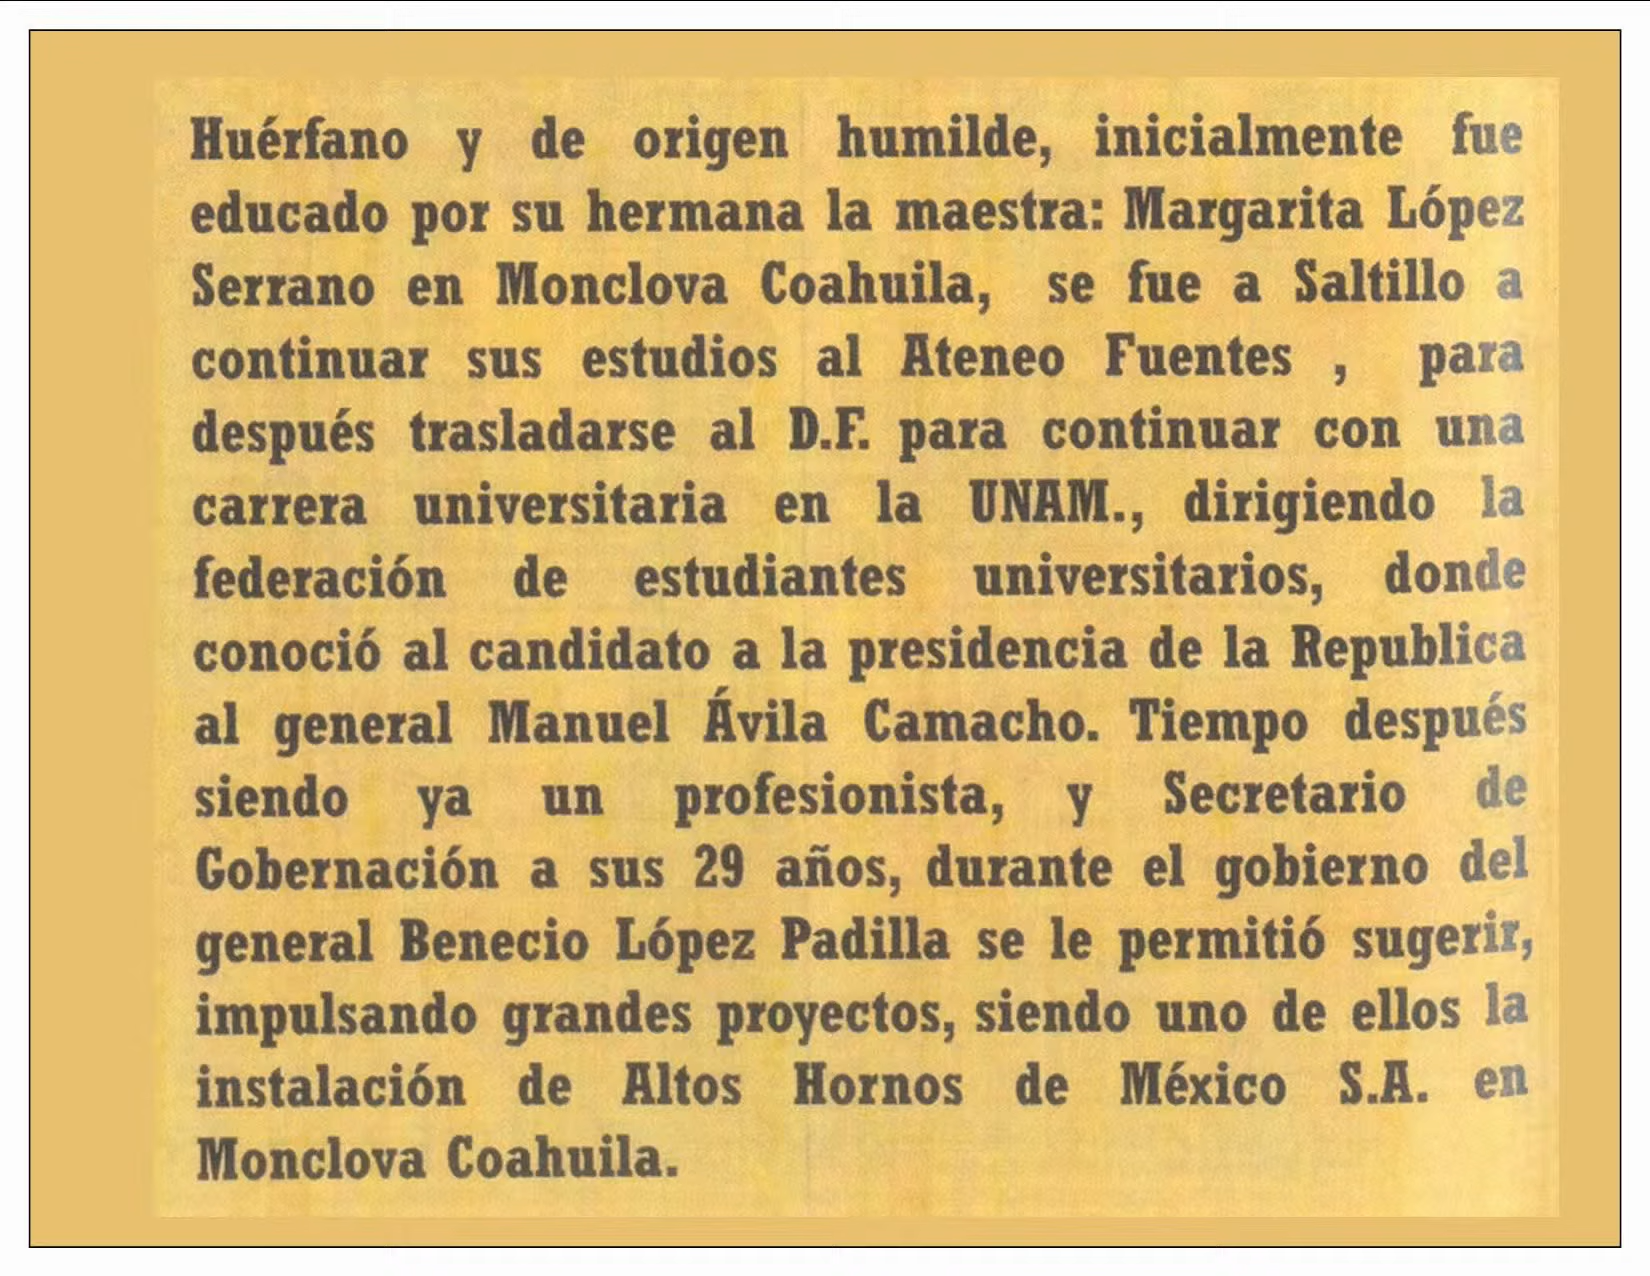 Huérfano y de origen humilde, inicialmente fue
educado por su hermana la maestra: Margarita López
Serrano en Monclova Coahuila, se fue a Saltillo a
continuar sus estudios al Ateneo Fuentes , para
después trasladarse al D.F. para continuar con una
carrera universitaria en la UNAM., dirigiendo la
federación de estudiantes universitarios, donde
conoció al candidato a la presidencia de la Republica
al general Manuel Ávila Camacho. Tiempo después
siendo ya un profesionista, y Secretario de
Gobernación a sus 29 años, durante el gobierno del
general Benecio López Padilla se le permitió sugerir,
impulsando grandes proyectos, siendo uno de ellos la
instalación de Altos Hornos de México S.A. en
Monclova Coahuila.